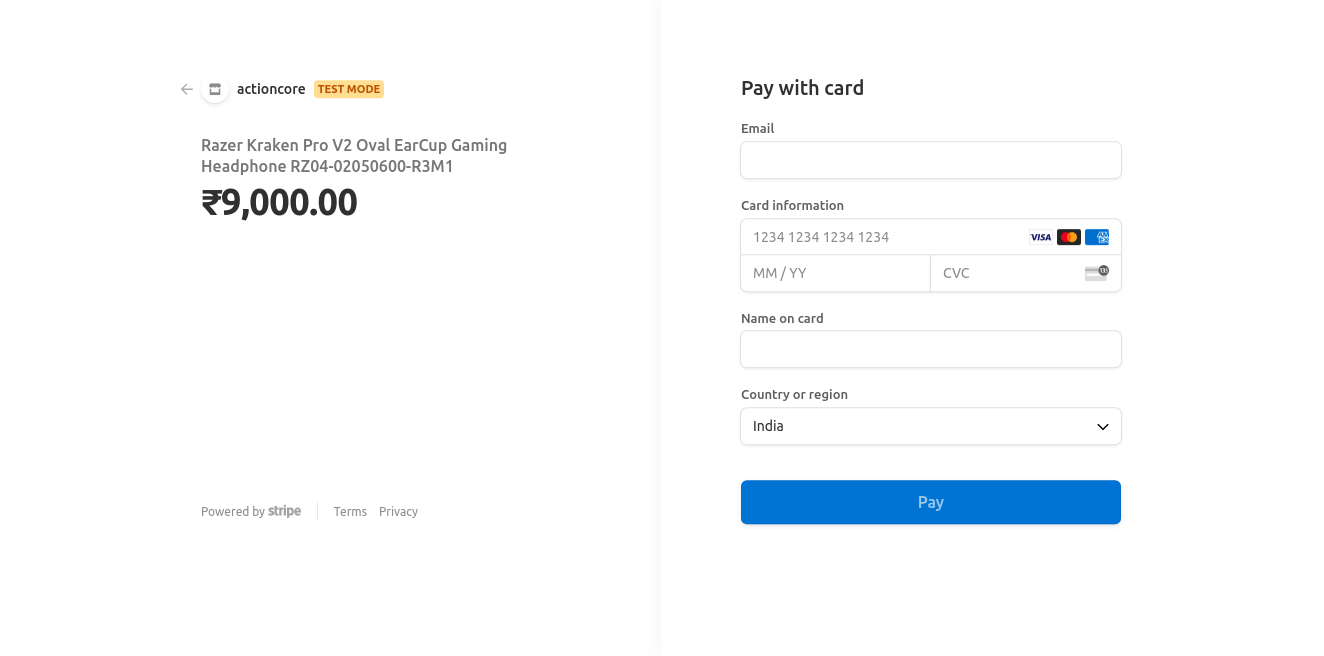 actioncore TEST MODE
Razer Kraken Pro V2 Oval EarCup Gaming
Headphone RZ04-02050600-R3M1
₹9,000.00
Powered by stripe
Terms Privacy
Pay with card
Email
Card information
1234 1234 1234 1234 VISA
MM / YY CVC
Name on card
Country or region
India
Pay